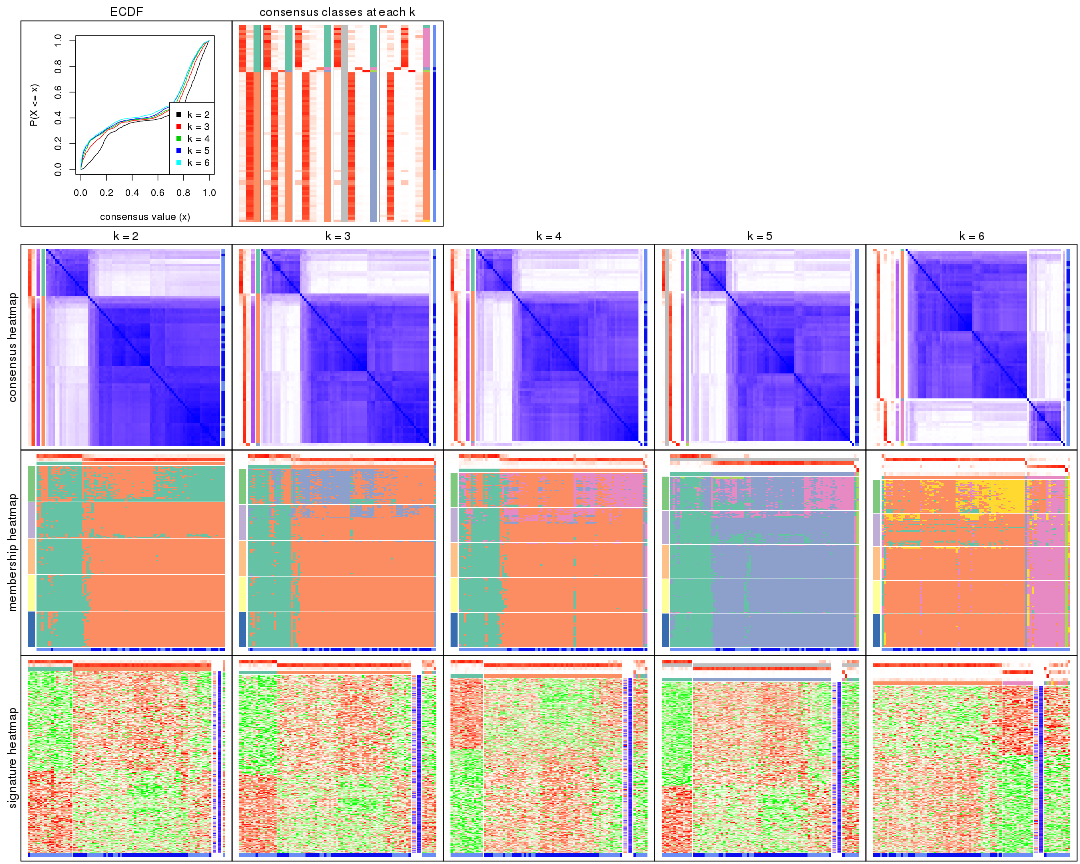 ECDF
consensus classes at each k
P(X <= x)
0.0
0.2
0.4
0.6
0.8
1.0
k = 2
k = 3
k = 4
k = 5
k = 6
0.0 0.2 0.4 0.6 0.8 1.0
consensus value (x)
k = 2
k = 3
k = 4
k = 5
k = 6
consensus heatmap
membership heatmap
signature heatmap